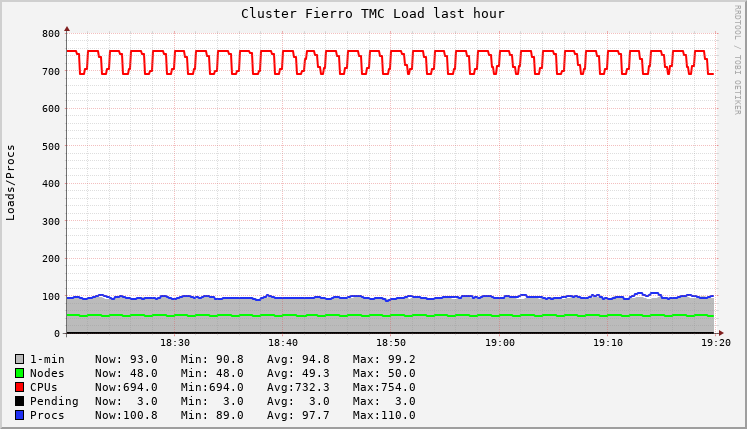 Cluster Fierro TMC Load last hour
RRDTOOL / TOBI OETIKER
Loads/Procs
800
700
600
500
400
300
200
100
0
18:30 18:40 18:50 19:00 19:10 19:20
1-min Now: 93.0 Min: 90.8 Avg: 94.8 Max: 99.2
Nodes Now: 48.0 Min: 48.0 Avg: 49.3 Max: 50.0
CPUs Now:694.0 Min:694.0 Avg:732.3 Max:754.0
Pending Now: 3.0 Min: 3.0 Avg: 3.0 Max: 3.0
Procs Now:100.8 Min: 89.0 Avg: 97.7 Max:110.0